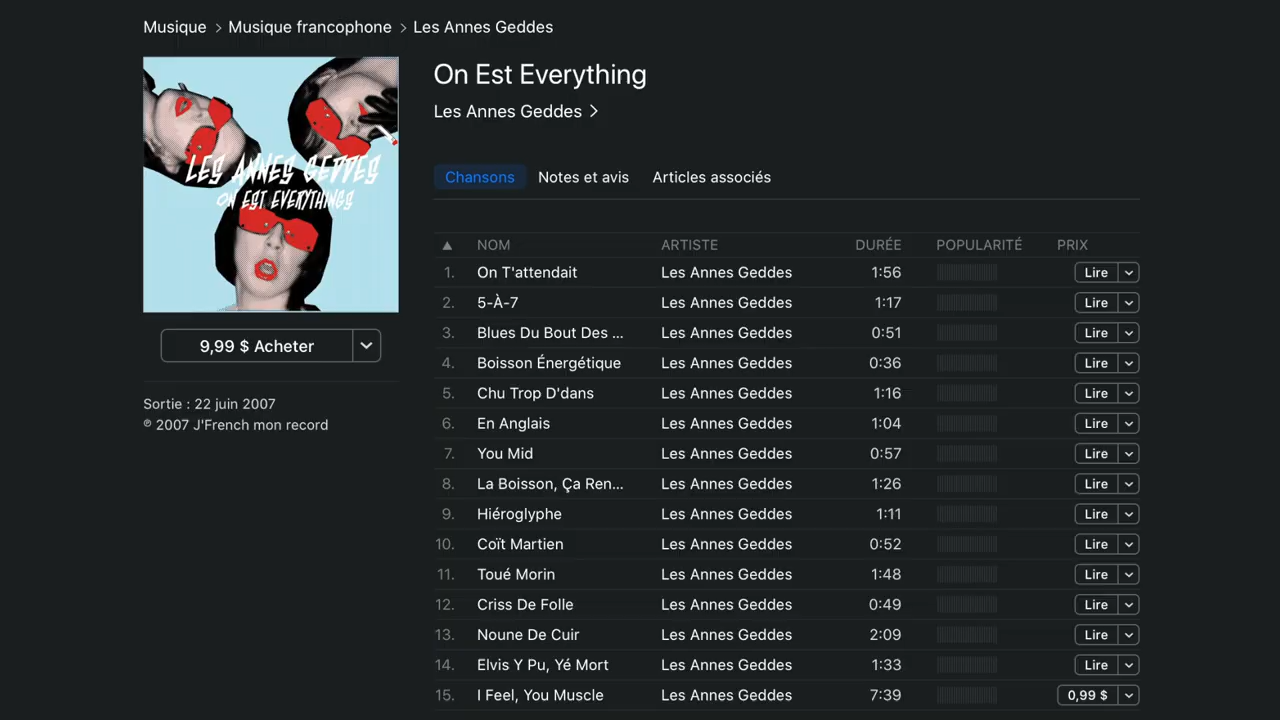 Musique > Musique francophone > Les Annes Geddes
On Est Everything
Les Annes Geddes >
LES ANNES GEDDES
ON EST EVERYTHINGS
Chansons Notes et avis Articles associés
▲ NOM ARTISTE DURÉE POPULARITÉ PRIX
1. On T'attendait Les Annes Geddes 1:56 Lire
2. 5-À-7 Les Annes Geddes 1:17 Lire
3. Blues Du Bout Des ... Les Annes Geddes 0:51 Lire
4. Boisson Énergétique Les Annes Geddes 0:36 Lire
5. Chu Trop D'dans Les Annes Geddes 1:16 Lire
6. En Anglais Les Annes Geddes 1:04 Lire
7. You Mid Les Annes Geddes 0:57 Lire
8. La Boisson, Ça Ren... Les Annes Geddes 1:26 Lire
9. Hiéroglyphe Les Annes Geddes 1:11 Lire
10. Coït Martien Les Annes Geddes 0:52 Lire
11. Toué Morin Les Annes Geddes 1:48 Lire
12. Criss De Folle Les Annes Geddes 0:49 Lire
13. Noune De Cuir Les Annes Geddes 2:09 Lire
14. Elvis Y Pu, Yé Mort Les Annes Geddes 1:33 Lire
15. I Feel, You Muscle Les Annes Geddes 7:39 0,99 $
9,99 $ Acheter
Sortie : 22 juin 2007
℗ 2007 J'French mon record